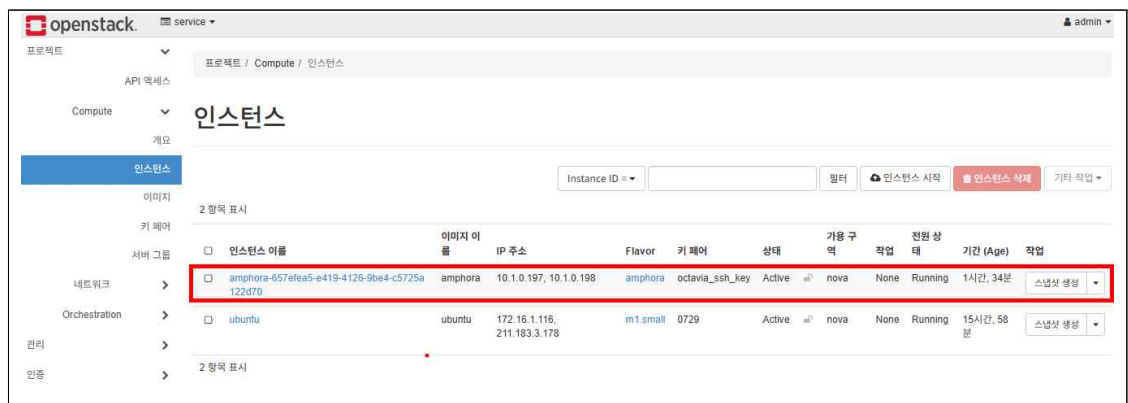 openstack. service admin
프로젝트
API 액세스
Compute
개요
인스턴스
이미지
키 페어
서버 그룹
네트워크
Orchestration
관리
인증
프로젝트 / Compute / 인스턴스
인스턴스
Instance ID = 필터 인스턴스 시작 인스턴스 삭제 기타 작업
2 항목 표시
인스턴스 이름 이미지 이름 IP 주소 Flavor 키 페어 상태 가용 구역 작업 전원 상태 기간 (Age) 작업
amphora-657efea5-e419-4126-9be4-c5725a122d70 amphora 10.1.0.197, 10.1.0.198 amphora octavia_ssh_key Active nova None Running 1시간, 34분 스냅샷 생성
ubuntu ubuntu 172.16.1.116, 211.183.3.178 m1.small 0729 Active nova None Running 15시간, 58분 스냅샷 생성
2 항목 표시